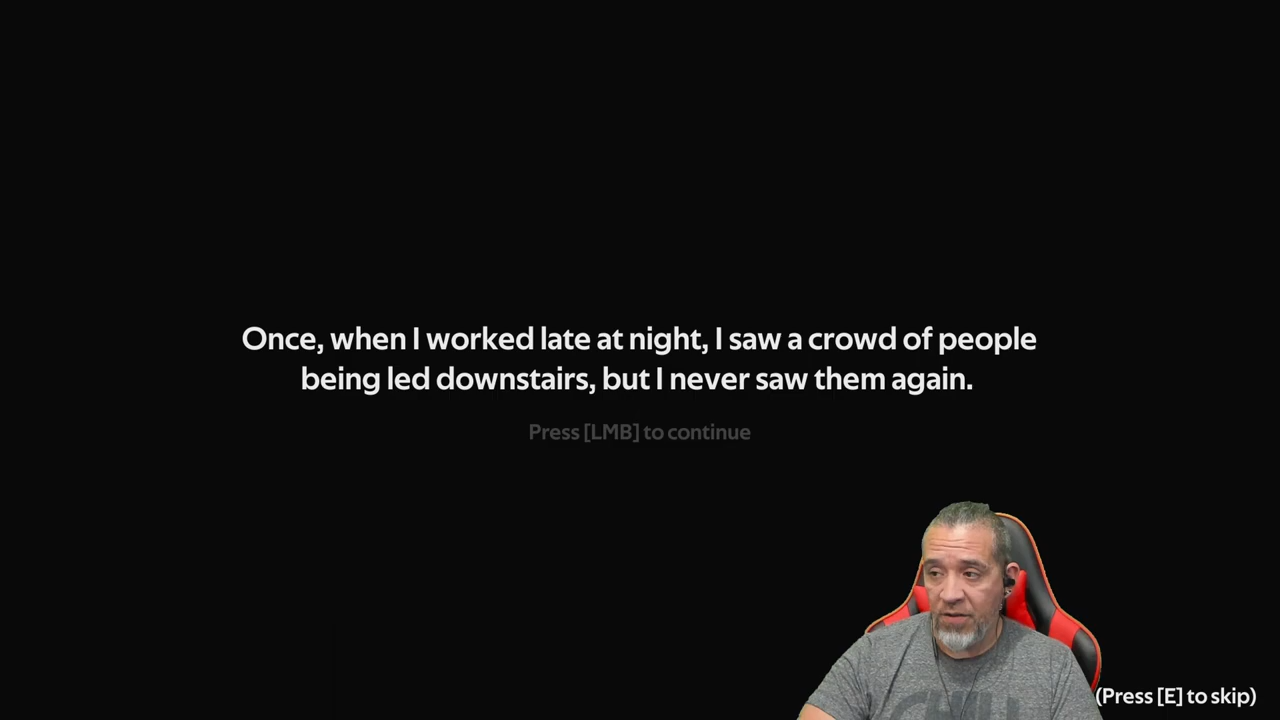 Once, when I worked late at night, I saw a crowd of people
being led downstairs, but I never saw them again.
Press [LMB] to continue
(Press [E] to skip)